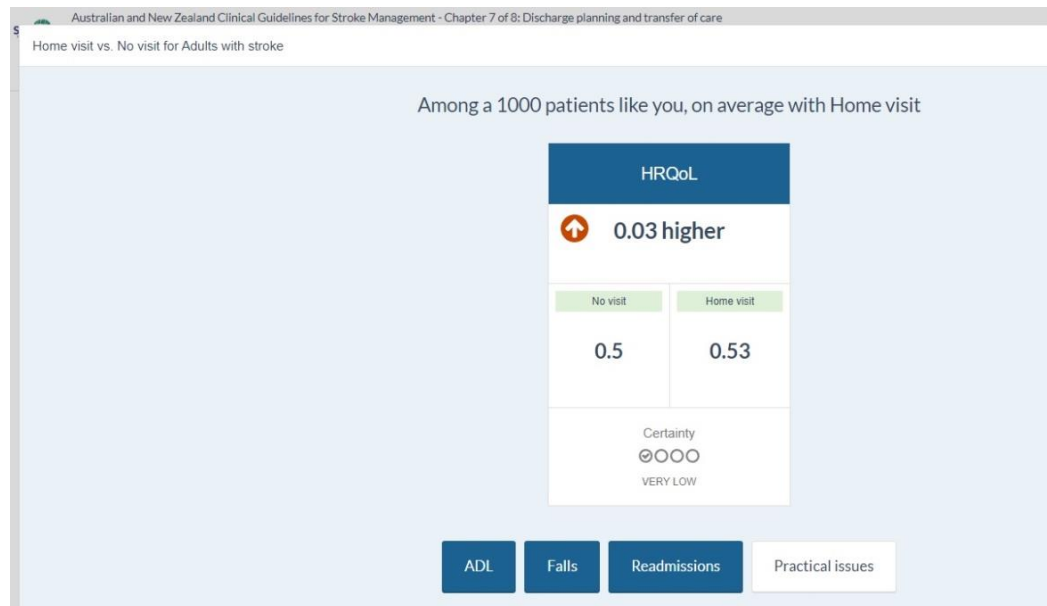 Australian and New Zealand Clinical Guidelines for Stroke Management - Chapter 7 of 8: Discharge planning and transfer of care
S
Home visit vs. No visit for Adults with stroke
Among a 1000 patients like you, on average with Home visit
HRQoL
0.03 higher
No visit Home visit
0.5 0.53
Certainty
VERY LOW
ADL Falls Readmissions Practical issues